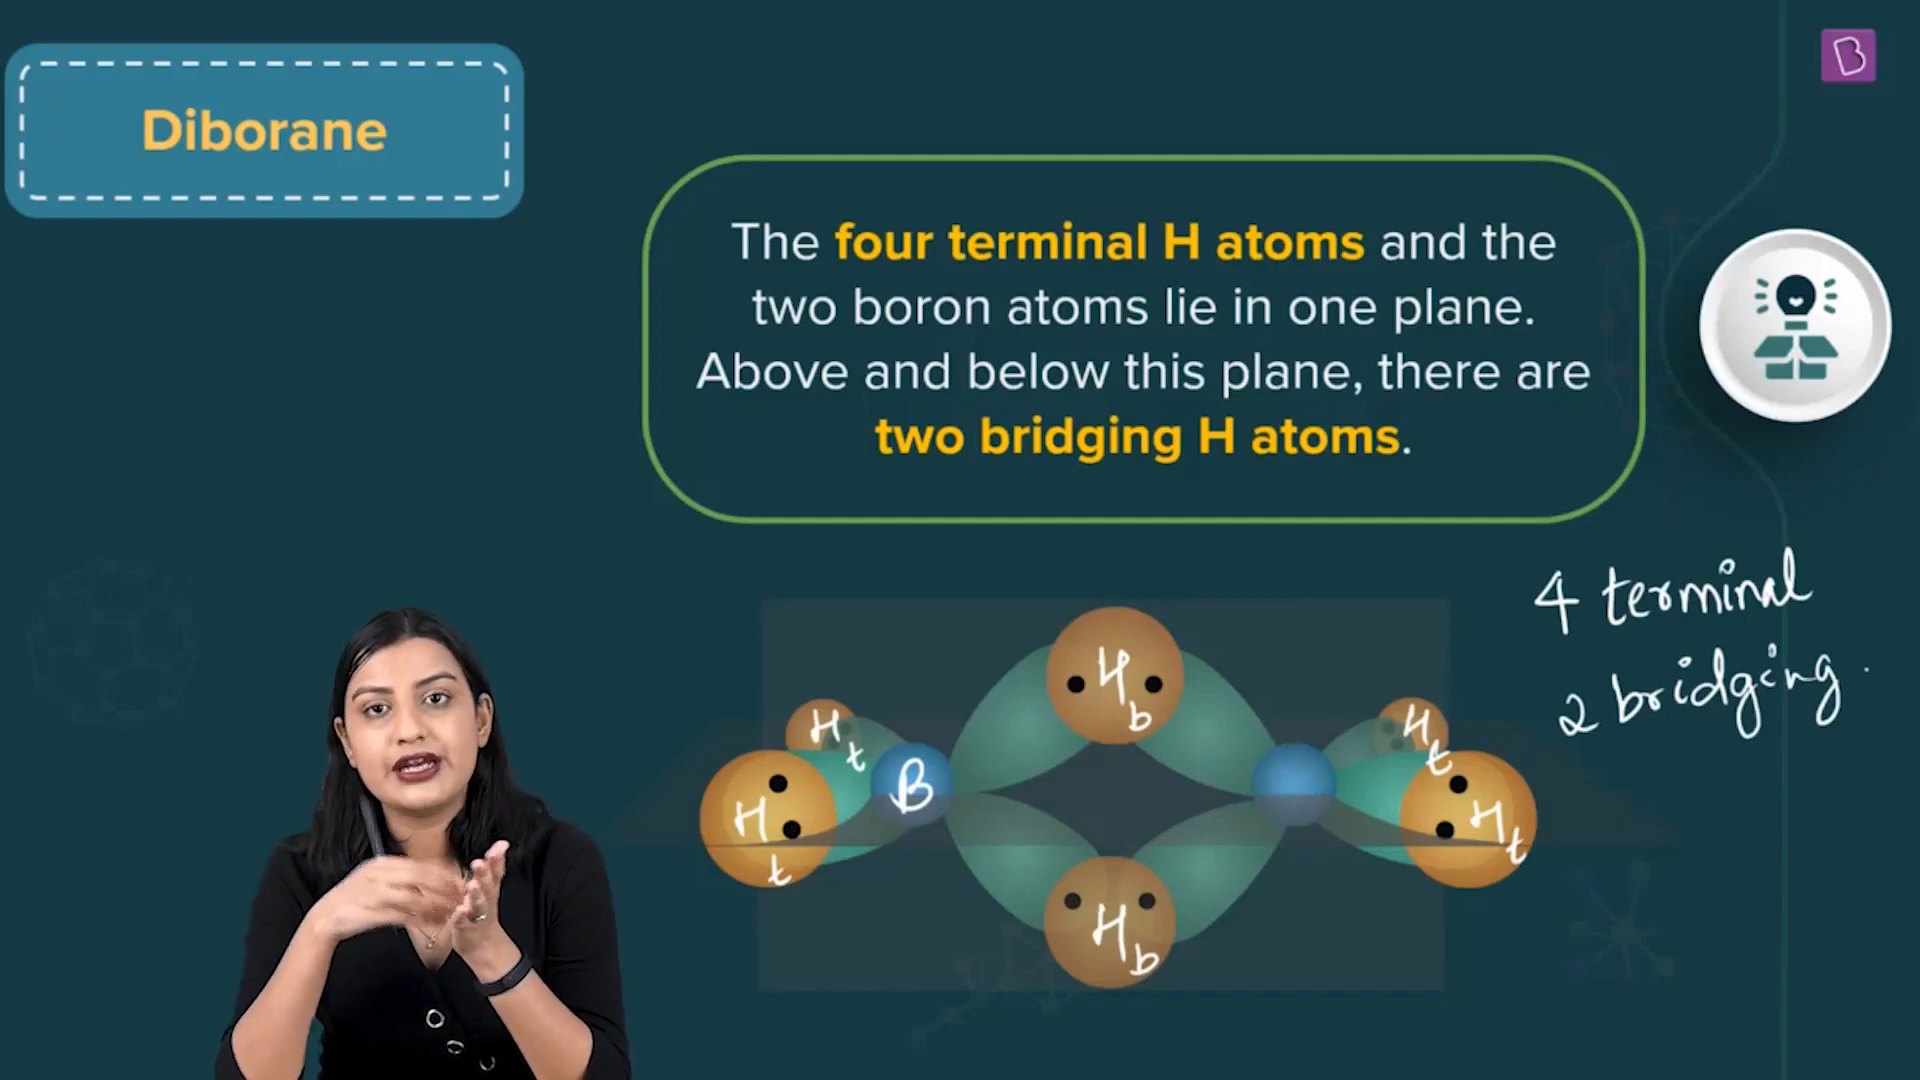 Diborane
B
The four terminal H atoms and the
two boron atoms lie in one plane.
Above and below this plane, there are
two bridging H atoms.
4 terminal
2 bridging.
Hb
Ht
Ht
B
Ht
Ht
Hb